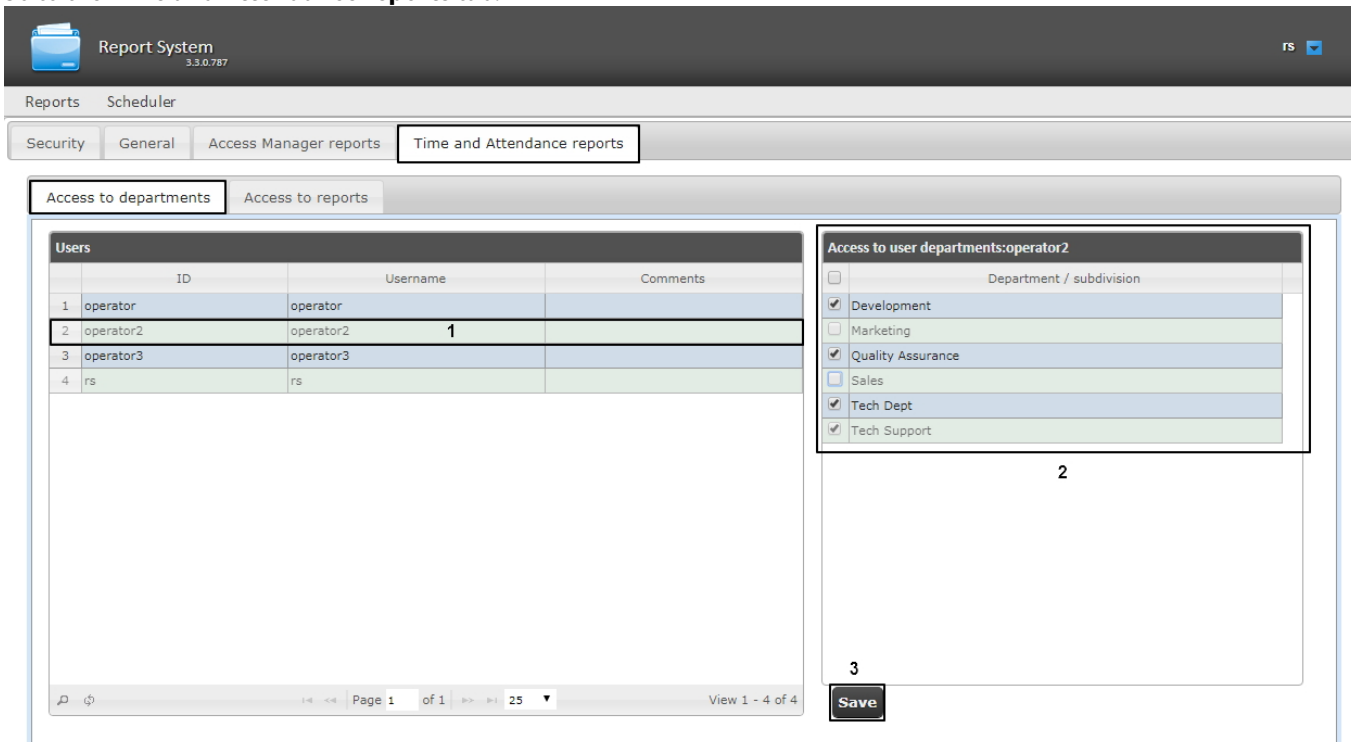 Report System
3.3.0.787
rs
Reports Scheduler
Security General Access Manager reports Time and Attendance reports
Access to departments Access to reports
Users
ID Username Comments
1 operator operator
2 operator2 operator2 1
3 operator3 operator3
4 rs rs
Access to user departments:operator2
Department / subdivision
Development
Marketing
Quality Assurance
Sales
Tech Dept
Tech Support
2
3
Page 1 of 1 25 View 1 - 4 of 4
Save